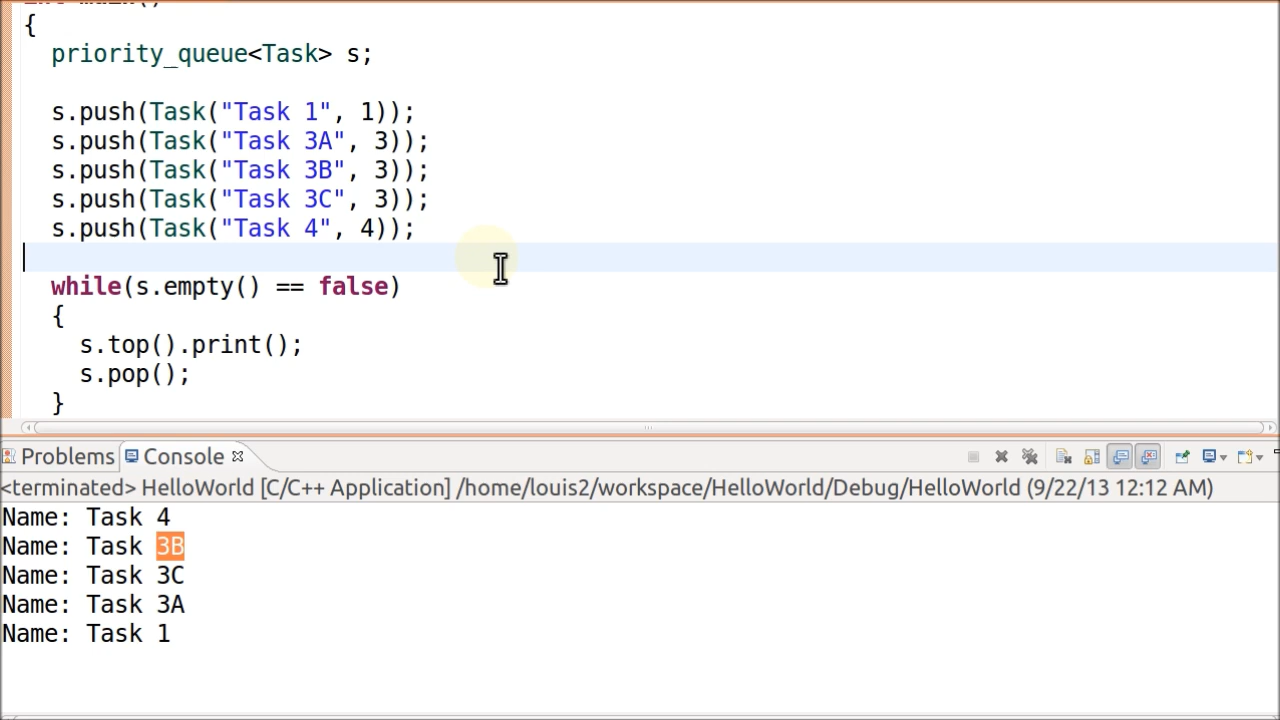 {
priority_queue<Task> s;
s.push(Task("Task 1", 1));
s.push(Task("Task 3A", 3));
s.push(Task("Task 3B", 3));
s.push(Task("Task 3C", 3));
s.push(Task("Task 4", 4));
while(s.empty() == false)
{
s.top().print();
s.pop();
}
Problems Console
<terminated> HelloWorld [C/C++ Application] /home/louis2/workspace/HelloWorld/Debug/HelloWorld (9/22/13 12:12 AM)
Name: Task 4
Name: Task 3B
Name: Task 3C
Name: Task 3A
Name: Task 1